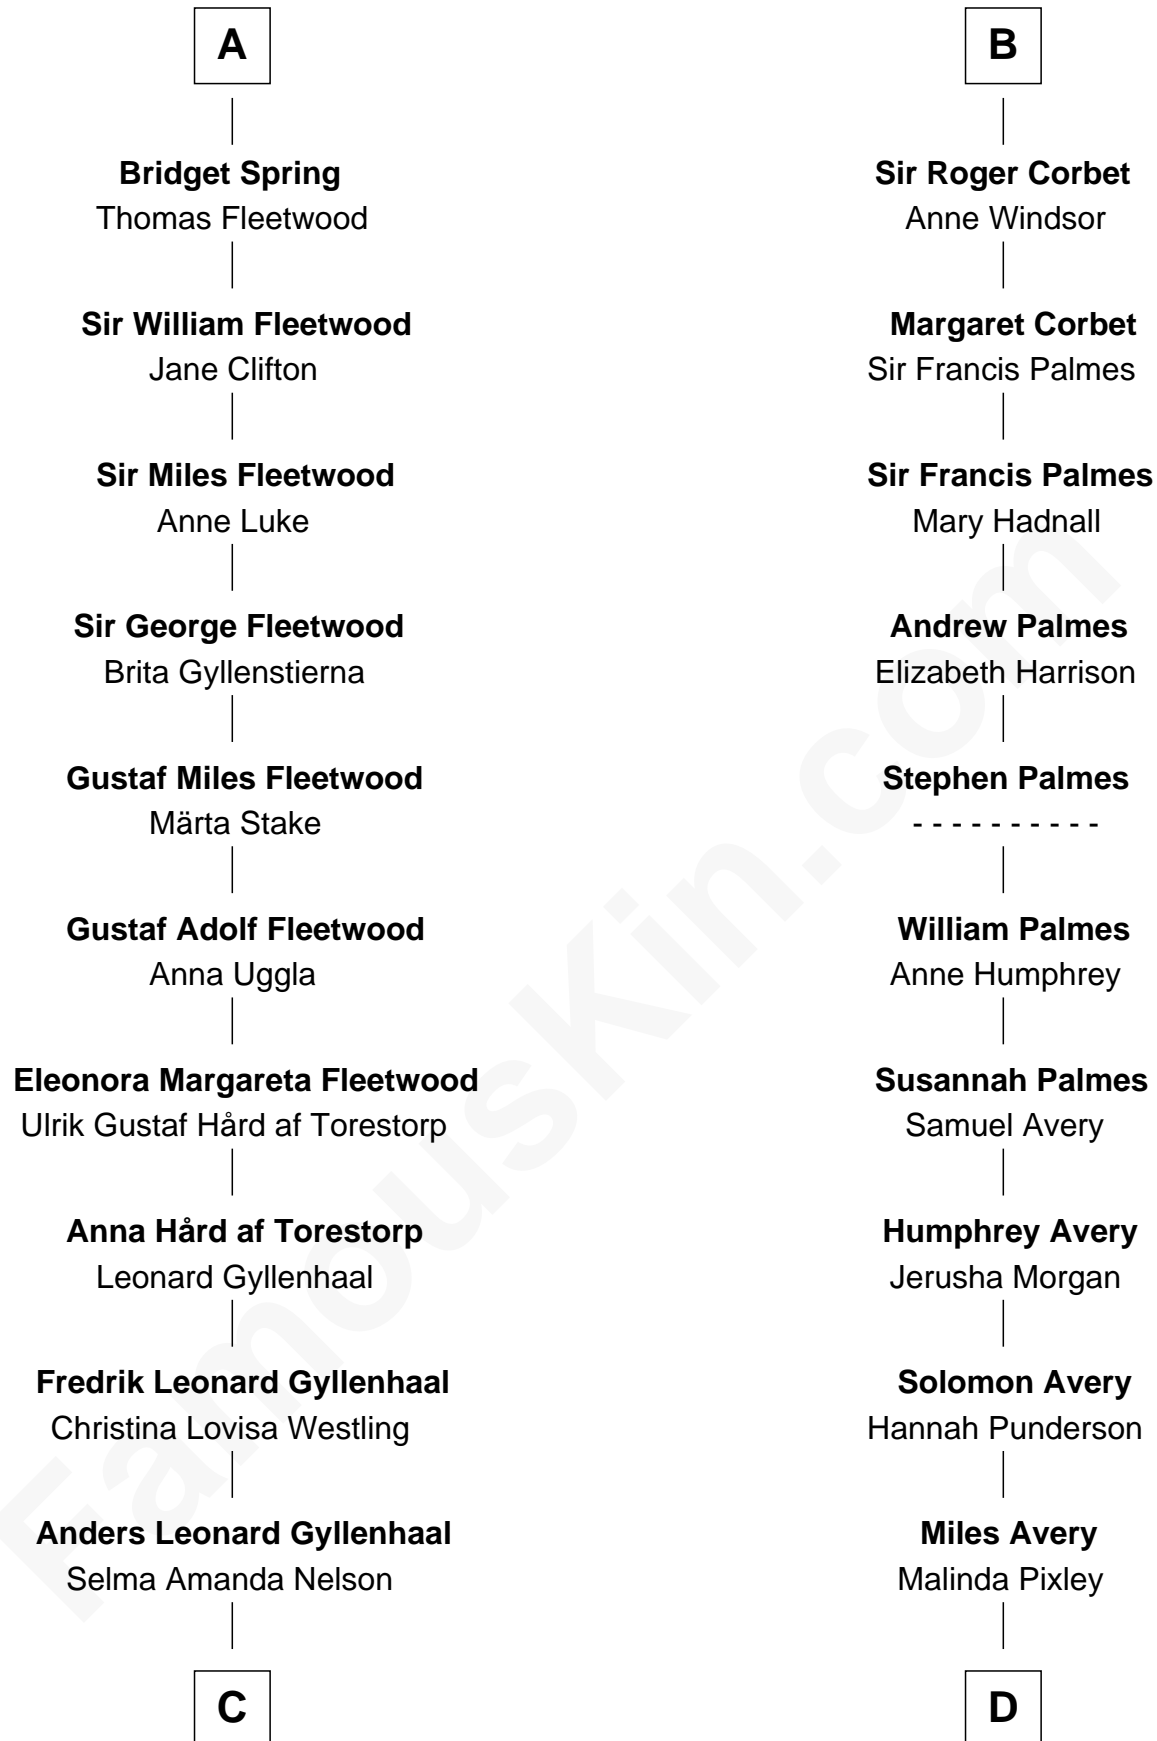 A
Bridget Spring
Thomas Fleetwood
Sir William Fleetwood
Jane Clifton
Sir Miles Fleetwood
Anne Luke
Sir George Fleetwood
Brita Gyllenstierna
Gustaf Miles Fleetwood
Märta Stake
Gustaf Adolf Fleetwood
Anna Uggla
Eleonora Margareta Fleetwood
Ulrik Gustaf Hård af Torestorp
Anna Hård af Torestorp
Leonard Gyllenhaal
Fredrik Leonard Gyllenhaal
Christina Lovisa Westling
Anders Leonard Gyllenhaal
Selma Amanda Nelson
C
B
Sir Roger Corbet
Anne Windsor
Margaret Corbet
Sir Francis Palmes
Sir Francis Palmes
Mary Hadnall
Andrew Palmes
Elizabeth Harrison
Stephen Palmes
- - - - - - - - - -
William Palmes
Anne Humphrey
Susannah Palmes
Samuel Avery
Humphrey Avery
Jerusha Morgan
Solomon Avery
Hannah Punderson
Miles Avery
Malinda Pixley
D
FamousKin.com